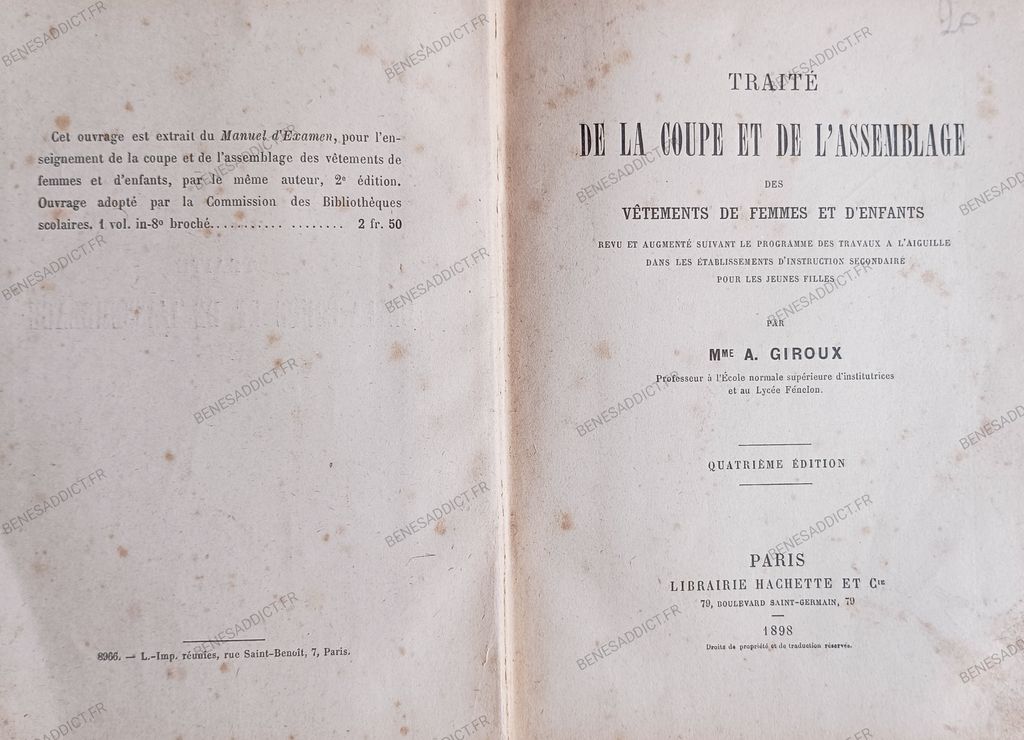 Cet ouvrage est extrait du Manuel d'Examen, pour l'en-
seignement de la coupe et de l'assemblage des vêtements de
femmes et d'enfants, par le même auteur, 2e édition.
Ouvrage adopté par la Commission des Bibliothèques
scolaires. 1 vol. in-8o broché.......... ........ 2 fr. 50
8966. — L.-Imp. réunies, rue Saint-Benoît, 7, Paris.
TRAITÉ
DE LA COUPE ET DE L'ASSEMBLAGE
DES
VÊTEMENTS DE FEMMES ET D'ENFANTS
REVU ET AUGMENTÉ SUIVANT LE PROGRAMME DES TRAVAUX A L'AIGUILLE
DANS LES ÉTABLISSEMENTS D'INSTRUCTION SECONDAIRE
POUR LES JEUNES FILLES
PAR
MME A. GIROUX
Professeur à l'École normale supérieure d'institutrices
et au Lycée Fénelon.
QUATRIÈME ÉDITION
PARIS
LIBRAIRIE HACHETTE ET CIE
79, BOULEVARD SAINT-GERMAIN, 79
1898
Droits de propriété et de traduction réservés.
BENESADDICT.FR